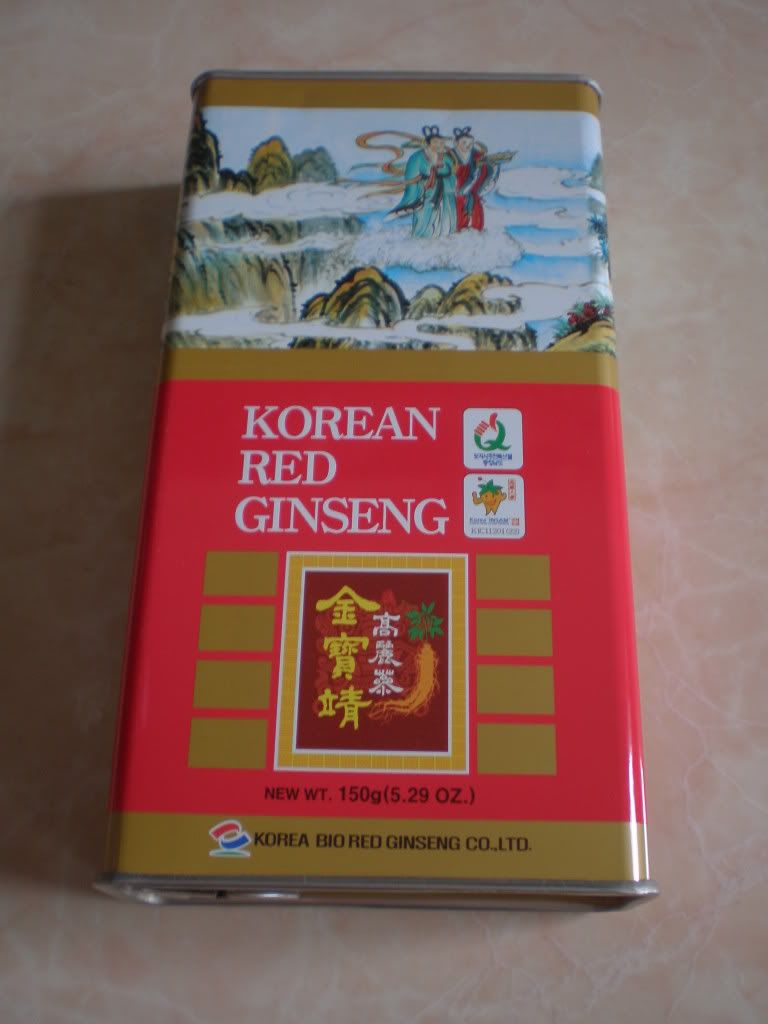 KOREAN
RED
GINSENG
金寶靖
高麗蔘
NEW WT. 150g(5.29 OZ.)
KOREA BIO RED GINSENG CO.,LTD.